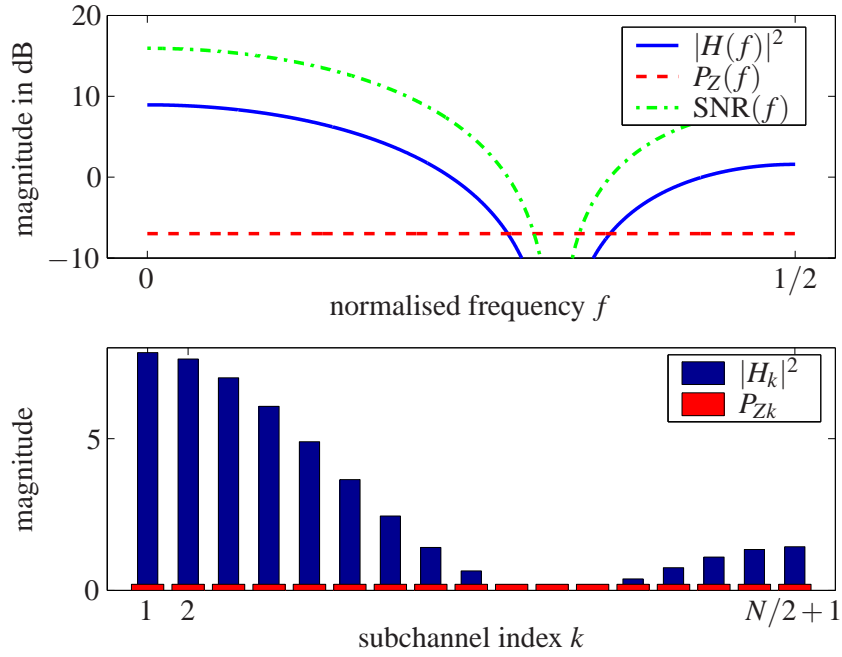 magnitude in dB
20
10
0
−10
|H(f)|²
P_Z(f)
SNR(f)
0
1/2
normalised frequency f
magnitude
5
0
|H_k|²
P_Zk
1
2
N/2+1
subchannel index k